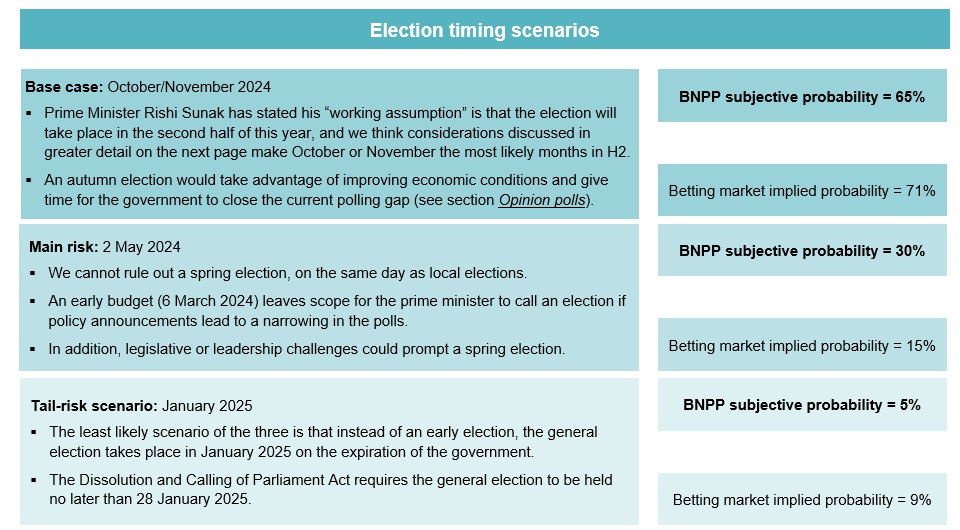 Election timing scenarios
Base case: October/November 2024
▪ Prime Minister Rishi Sunak has stated his “working assumption” is that the election will
take place in the second half of this year, and we think considerations discussed in
greater detail on the next page make October or November the most likely months in H2.
▪ An autumn election would take advantage of improving economic conditions and give
time for the government to close the current polling gap (see section Opinion polls).
BNPP subjective probability = 65%
Betting market implied probability = 71%
Main risk: 2 May 2024
▪ We cannot rule out a spring election, on the same day as local elections.
▪ An early budget (6 March 2024) leaves scope for the prime minister to call an election if
policy announcements lead to a narrowing in the polls.
▪ In addition, legislative or leadership challenges could prompt a spring election.
BNPP subjective probability = 30%
Betting market implied probability = 15%
Tail-risk scenario: January 2025
▪ The least likely scenario of the three is that instead of an early election, the general
election takes place in January 2025 on the expiration of the government.
▪ The Dissolution and Calling of Parliament Act requires the general election to be held
no later than 28 January 2025.
BNPP subjective probability = 5%
Betting market implied probability = 9%